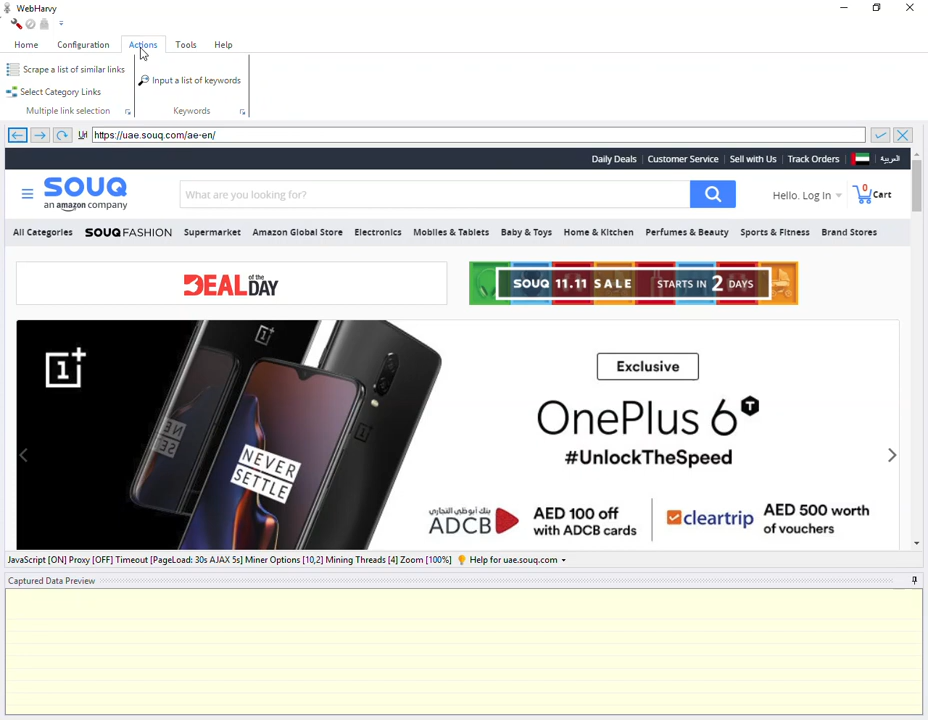 WebHarvy
Home Configuration Actions Tools Help
Scrape a list of similar links
Select Category Links
Input a list of keywords
Multiple link selection Keywords
Url https://uae.souq.com/ae-en/
Daily Deals Customer Service Sell with Us Track Orders العربية
SOUQ
an amazon company
What are you looking for?
Hello. Log In 0 Cart
All Categories SOUQ FASHION Supermarket Amazon Global Store Electronics Mobiles & Tablets Baby & Toys Home & Kitchen Perfumes & Beauty Sports & Fitness Brand Stores
DEAL OF THE DAY
SOUQ 11.11 SALE STARTS IN 2 DAYS
1+
Exclusive
OnePlus 6T
#UnlockTheSpeed
NEVER
SETTLE
بنك أبوظبي التجاري
ADCB
AED 100 off
with ADCB cards
cleartrip
AED 500 worth
of vouchers
JavaScript [ON] Proxy [OFF] Timeout [PageLoad: 30s AJAX 5s] Miner Options [10,2] Mining Threads [4] Zoom [100%] Help for uae.souq.com
Captured Data Preview